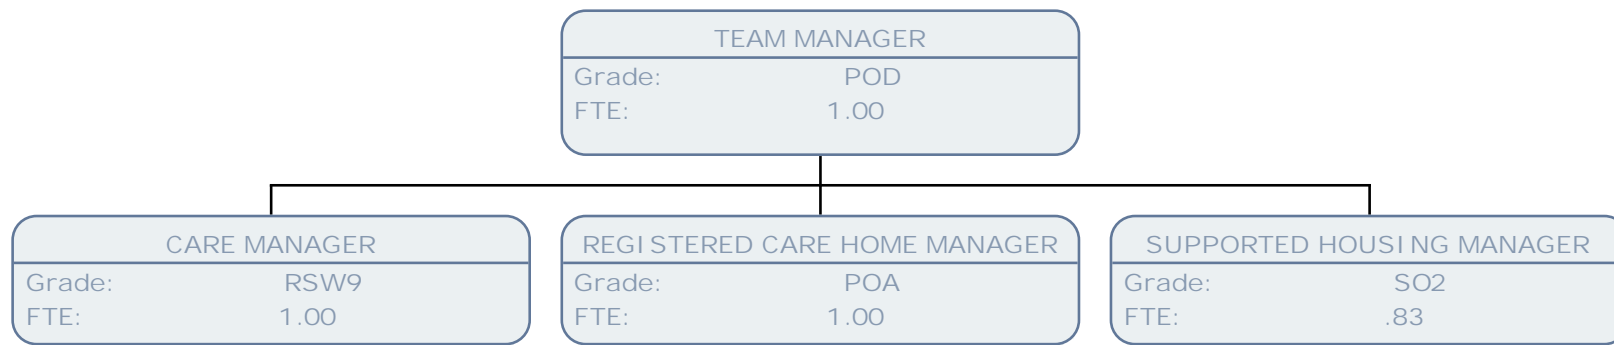 TEAM MANAGER
Grade: POD
FTE: 1.00
CARE MANAGER
Grade: RSW9
FTE: 1.00
REGISTERED CARE HOME MANAGER
Grade: POA
FTE: 1.00
SUPPORTED HOUSING MANAGER
Grade: SO2
FTE: .83